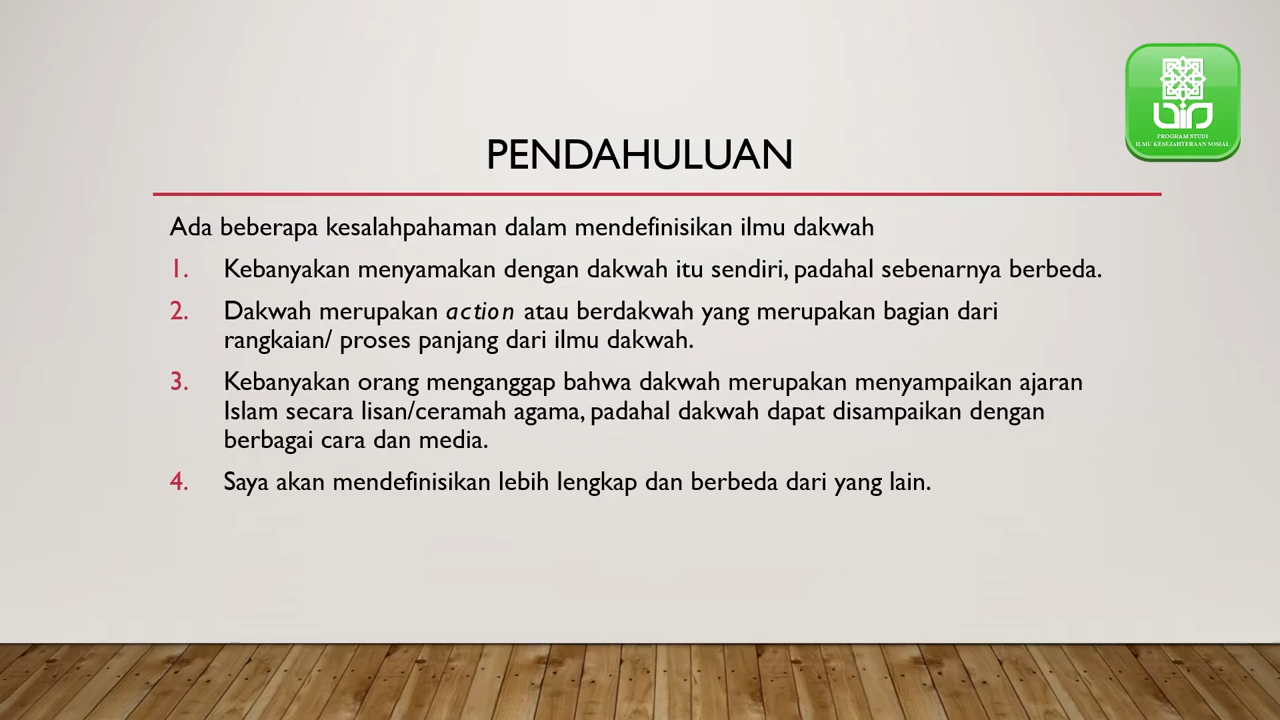 PROGRAM STUDI
ILMU KESEJAHTERAAN SOSIAL
PENDAHULUAN
Ada beberapa kesalahpahaman dalam mendefinisikan ilmu dakwah
1. Kebanyakan menyamakan dengan dakwah itu sendiri, padahal sebenarnya berbeda.
2. Dakwah merupakan action atau berdakwah yang merupakan bagian dari
rangkaian/ proses panjang dari ilmu dakwah.
3. Kebanyakan orang menganggap bahwa dakwah merupakan menyampaikan ajaran
Islam secara lisan/ceramah agama, padahal dakwah dapat disampaikan dengan
berbagai cara dan media.
4. Saya akan mendefinisikan lebih lengkap dan berbeda dari yang lain.